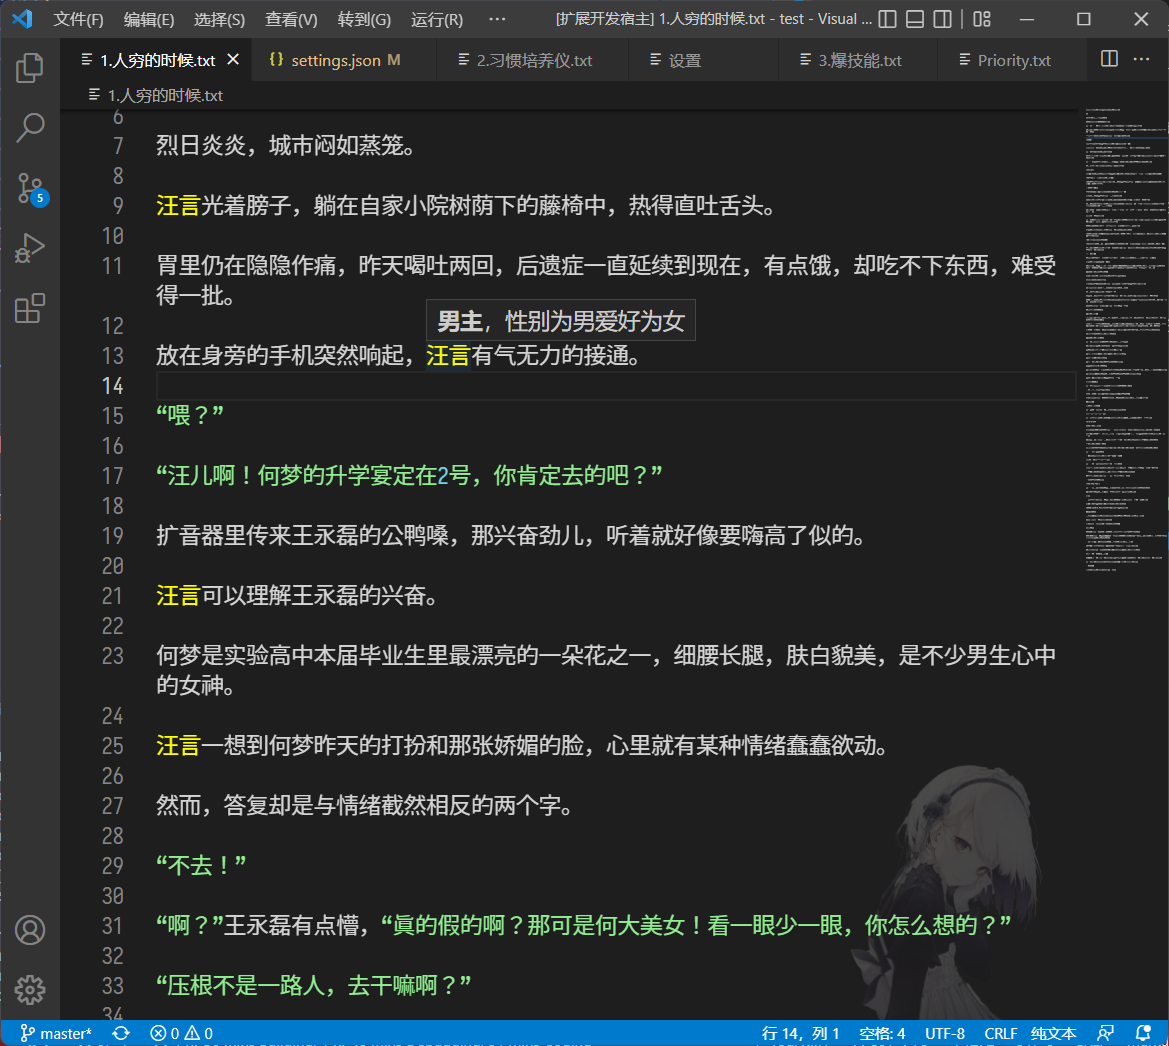 文件(F) 编辑(E) 选择(S) 查看(V) 转到(G) 运行(R) ··· [扩展开发宿主] 1.人穷的时候.txt - test - Visual ...
1.人穷的时候.txt {} settings.json M 2.习惯培养仪.txt 设置 3.爆技能.txt Priority.txt ···
1.人穷的时候.txt
6
7 烈日炎炎，城市闷如蒸笼。
8
9 汪言光着膀子，躺在自家小院树荫下的藤椅中，热得直吐舌头。
10
11 胃里仍在隐隐作痛，昨天喝吐两回，后遗症一直延续到现在，有点饿，却吃不下东西，难受
得一批。
男主，性别为男爱好为女
12
13 放在身旁的手机突然响起，汪言有气无力的接通。
14
15 “喂？”
16
17 “汪儿啊！何梦的升学宴定在2号，你肯定去的吧？”
18
19 扩音器里传来王永磊的公鸭嗓，那兴奋劲儿，听着就好像要嗨高了似的。
20
21 汪言可以理解王永磊的兴奋。
22
23 何梦是实验高中本届毕业生里最漂亮的一朵花之一，细腰长腿，肤白貌美，是不少男生心中
的女神。
24
25 汪言一想到何梦昨天的打扮和那张娇媚的脸，心里就有某种情绪蠢蠢欲动。
26
27 然而，答复却是与情绪截然相反的两个字。
28
29 “不去！”
30
31 “啊？”王永磊有点懵，“真的假的啊？那可是何大美女！看一眼少一眼，你怎么想的？”
32
33 “压根不是一路人，去干嘛啊？”
34
5
master* 0 0 行 14，列 1 空格: 4 UTF-8 CRLF 纯文本